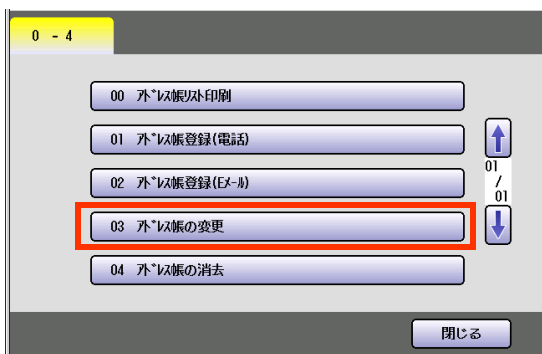 0 - 4
00 ｱﾄﾞﾚｽ帳ﾘｽﾄ印刷
01 ｱﾄﾞﾚｽ帳登録(電話)
02 ｱﾄﾞﾚｽ帳登録(Eﾒｰﾙ)
03 ｱﾄﾞﾚｽ帳の変更
04 ｱﾄﾞﾚｽ帳の消去
01
/
01
閉じる